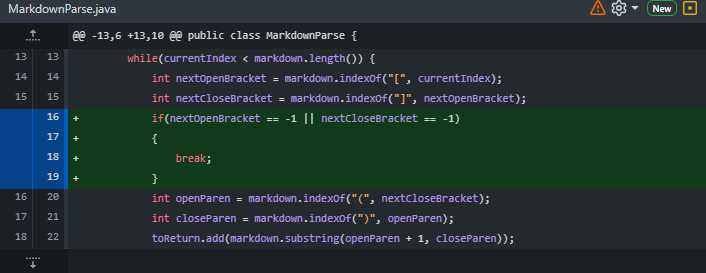 MarkdownParse.java New
@@ -13,6 +13,10 @@ public class MarkdownParse {
13 13 while(currentIndex < markdown.length()) {
14 14 int nextOpenBracket = markdown.indexOf("[", currentIndex);
15 15 int nextCloseBracket = markdown.indexOf("]", nextOpenBracket);
16 + if(nextOpenBracket == -1 || nextCloseBracket == -1)
17 + {
18 + break;
19 + }
16 20 int openParen = markdown.indexOf("(", nextCloseBracket);
17 21 int closeParen = markdown.indexOf(")", openParen);
18 22 toReturn.add(markdown.substring(openParen + 1, closeParen));